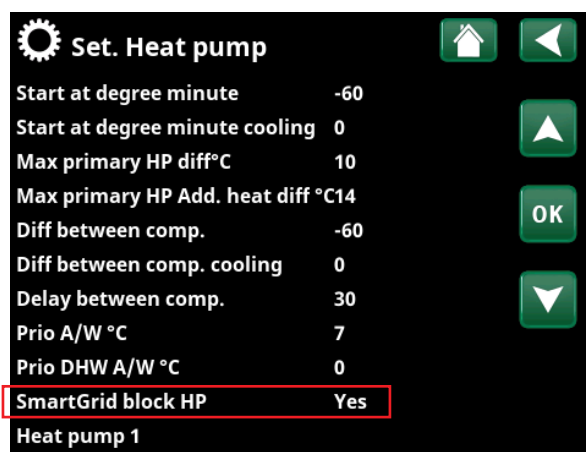 Set. Heat pump
Start at degree minute -60
Start at degree minute cooling 0
Max primary HP diff°C 10
Max primary HP Add. heat diff °C14
Diff between comp. -60
Diff between comp. cooling 0
Delay between comp. 30
Prio A/W °C 7
Prio DHW A/W °C 0
SmartGrid block HP Yes
Heat pump 1
OK